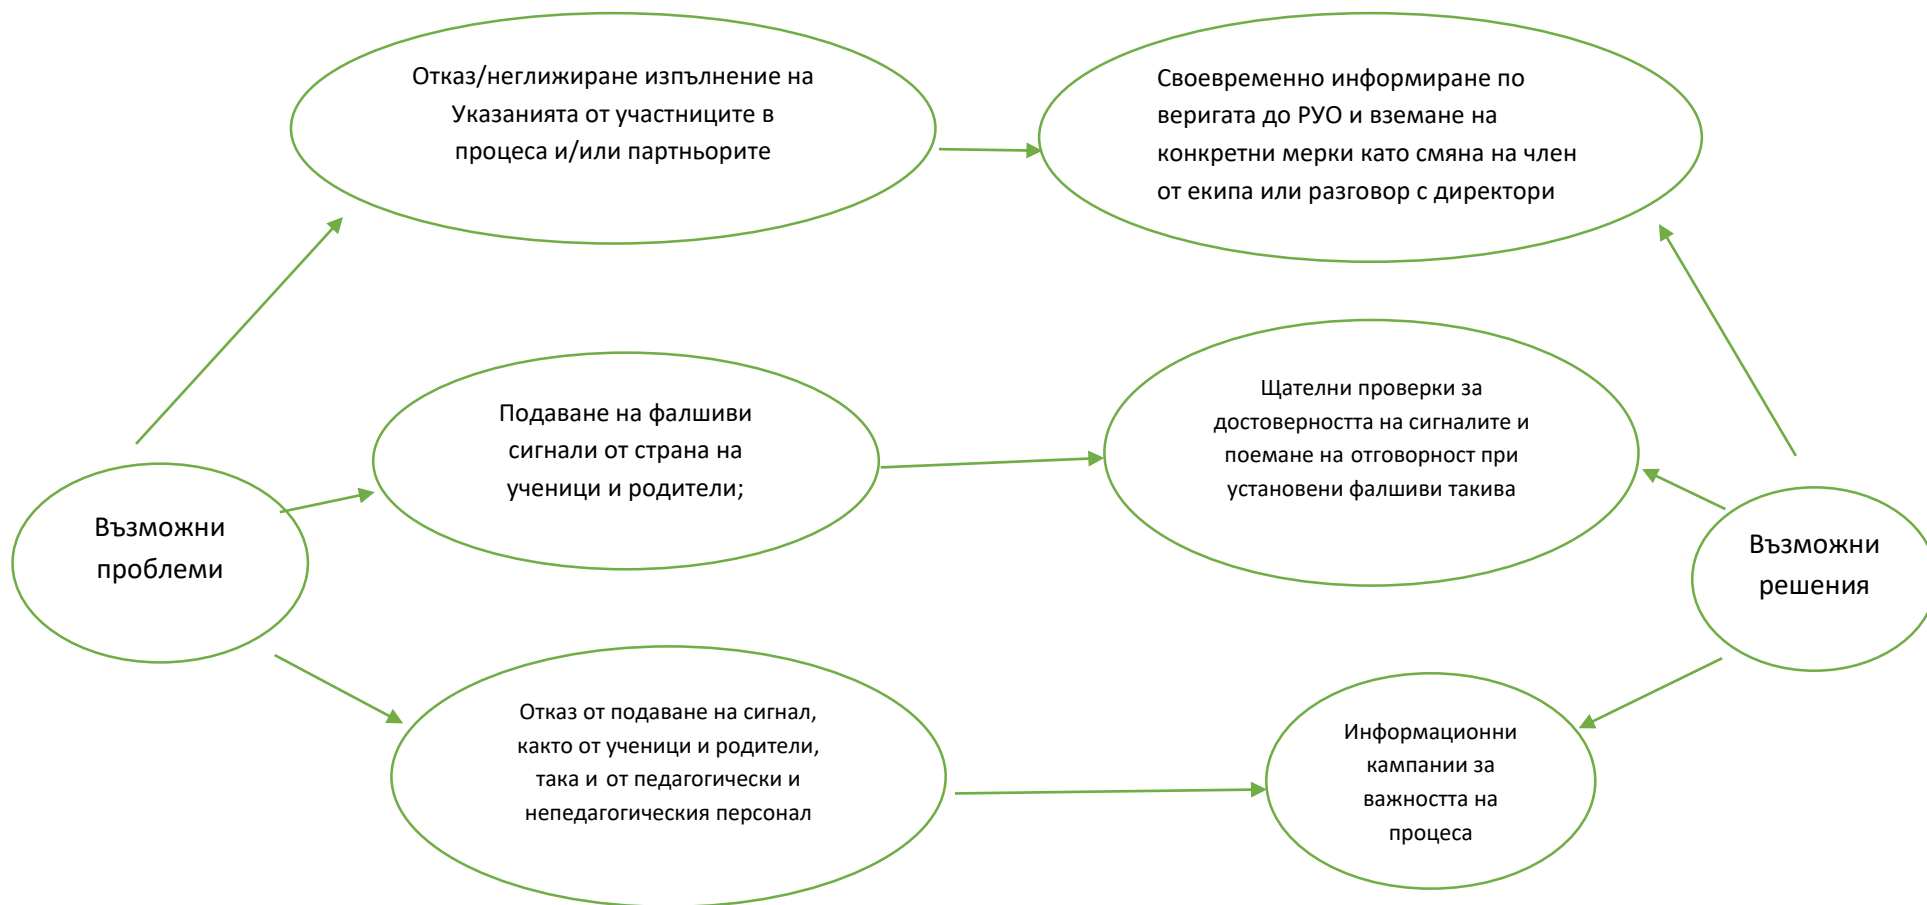 Отказ/неглижиране изпълнение на
Указанията от участниците в
процеса и/или партньорите
Своевременно информиране по
веригата до РУО и вземане на
конкретни мерки като смяна на член
от екипа или разговор с директори
Подаване на фалшиви
сигнали от страна на
ученици и родители;
Щателни проверки за
достоверността на сигналите и
поемане на отговорност при
установени фалшиви такива
Възможни
проблеми
Възможни
решения
Отказ от подаване на сигнал,
както от ученици и родители,
така и от педагогически и
непедагогическия персонал
Информационни
кампании за
важността на
процеса